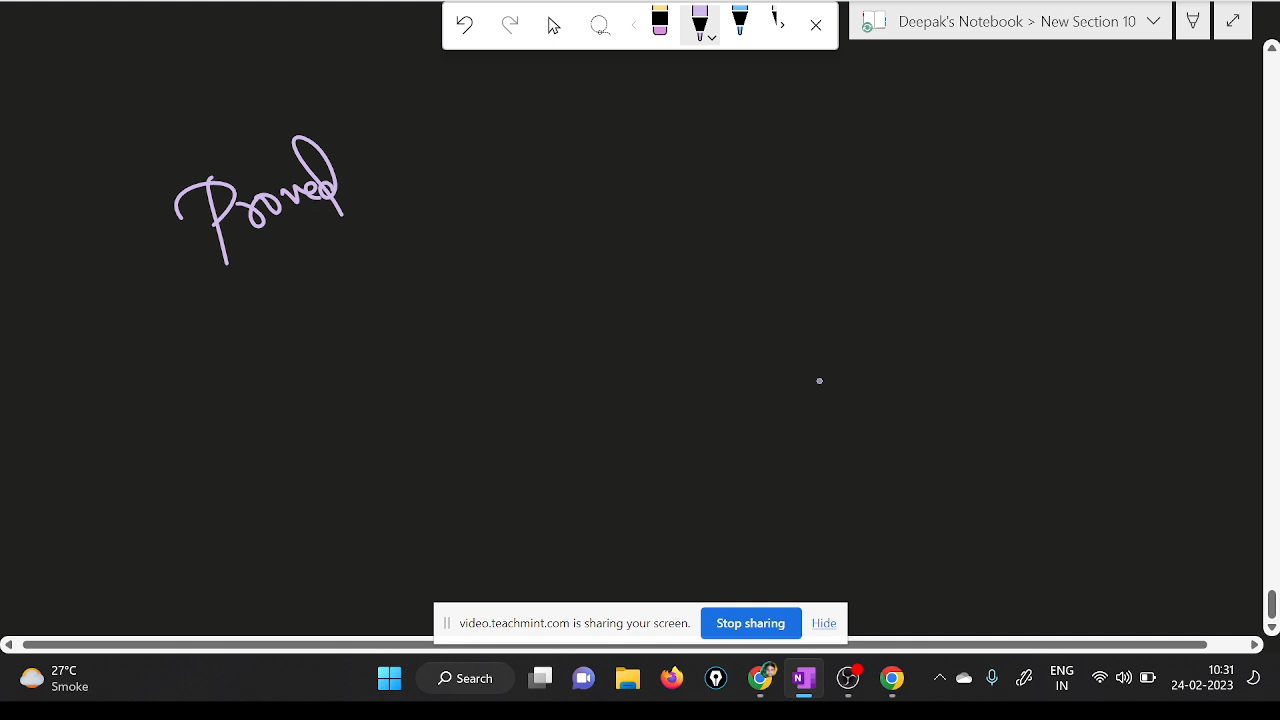 Deepak's Notebook > New Section 10
Proved
video.teachmint.com is sharing your screen.
Stop sharing
Hide
27°C
Smoke
Search
ENG
IN
10:31
24-02-2023